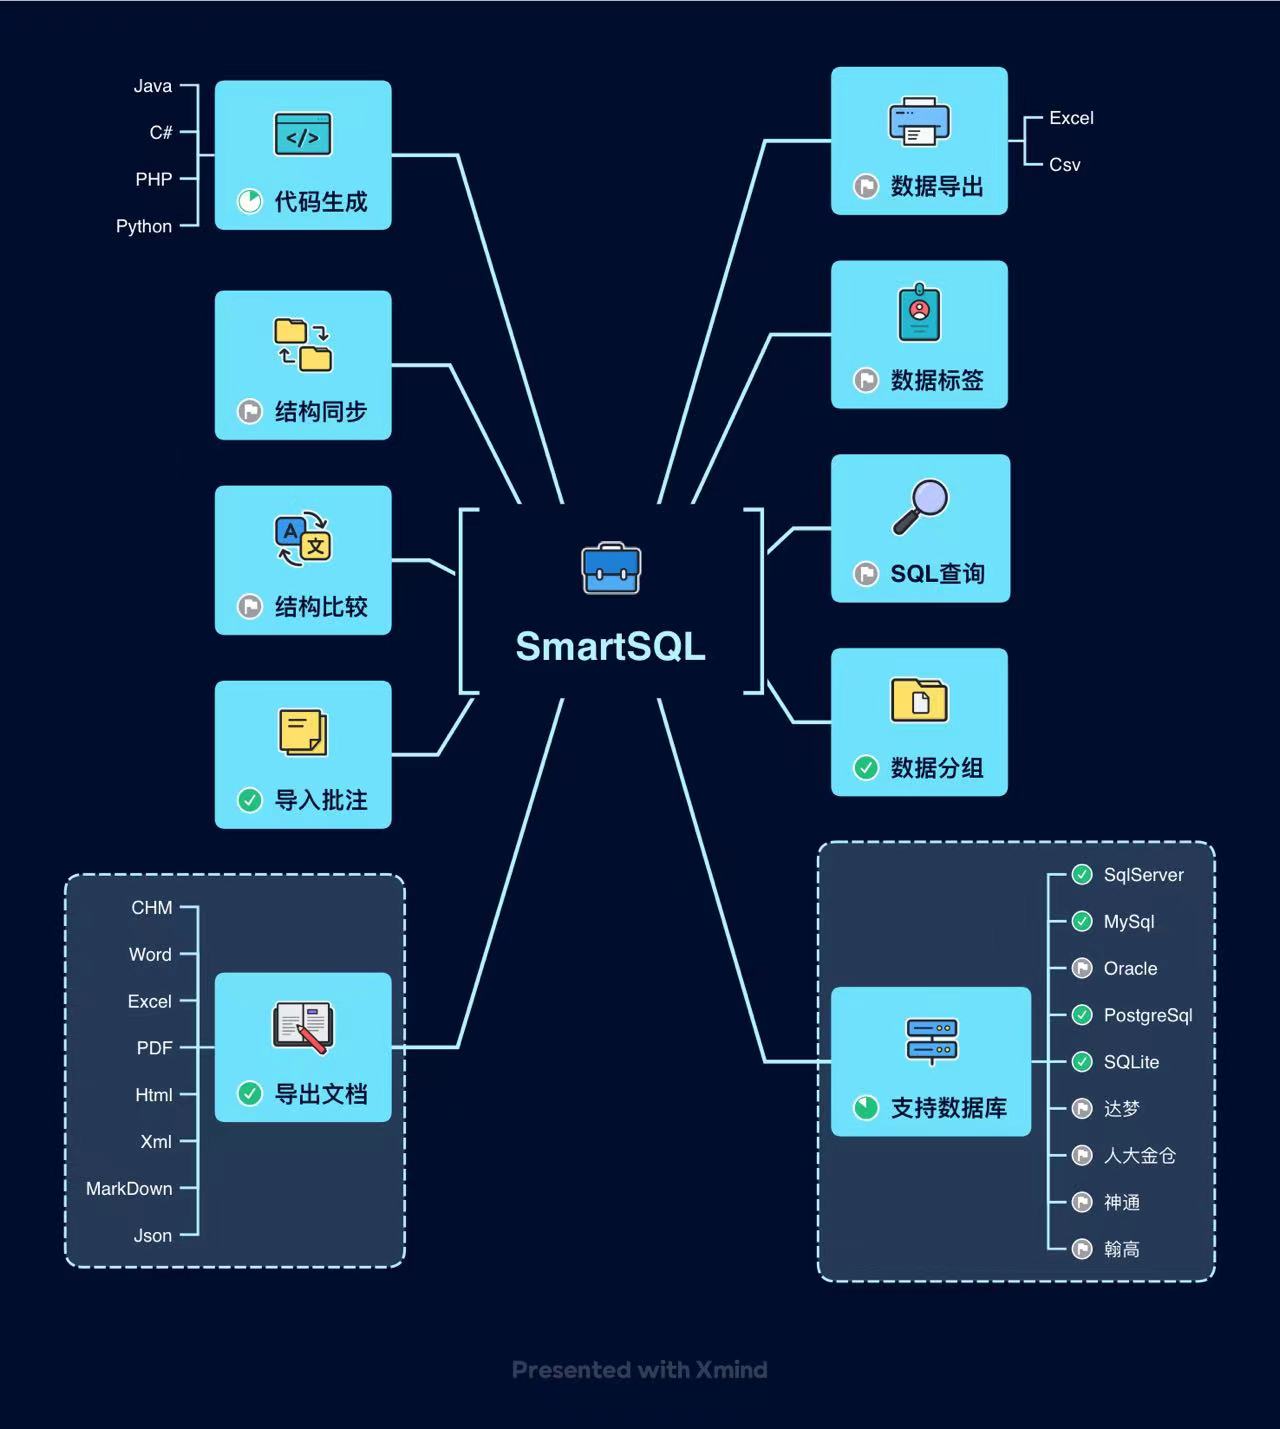 Java
C#
PHP
Python
代码生成
结构同步
结构比较
导入批注
CHM
Word
Excel
PDF
Html
Xml
MarkDown
Json
导出文档
SmartSQL
数据导出
Excel
Csv
数据标签
SQL查询
数据分组
支持数据库
SqlServer
MySql
Oracle
PostgreSql
SQLite
达梦
人大金仓
神通
翰高
Presented with Xmind